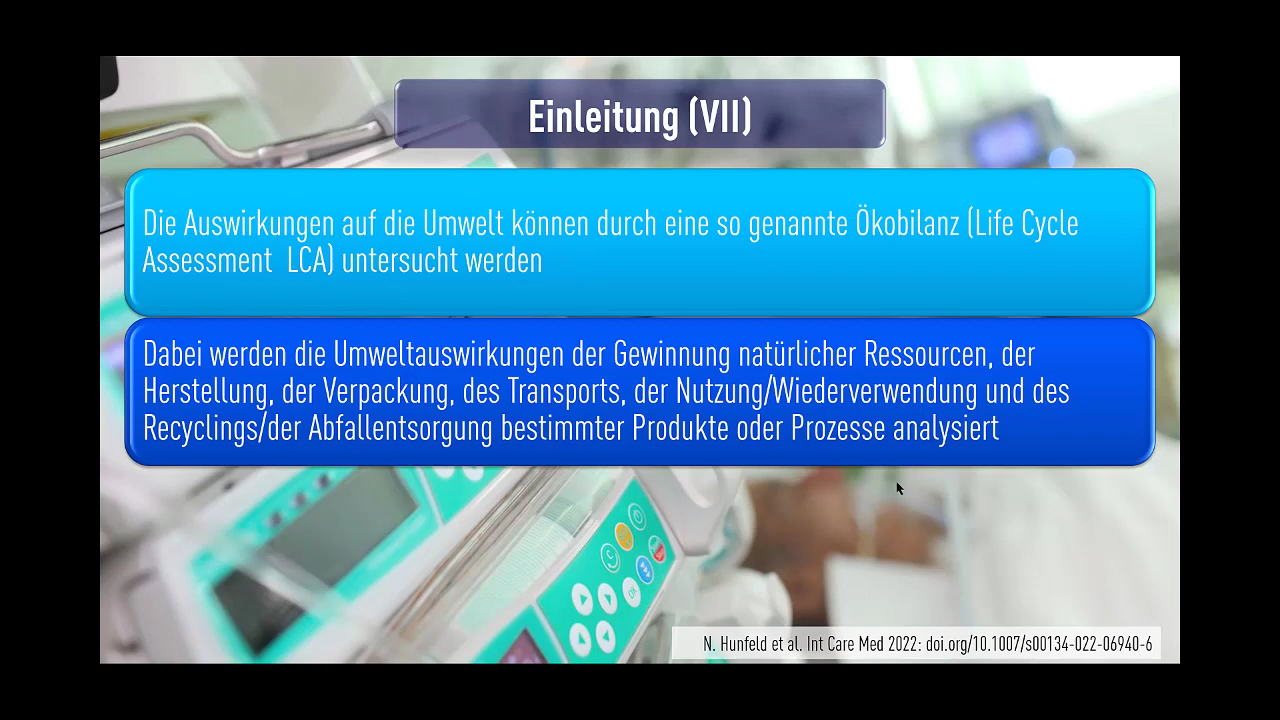 Einleitung (VII)
Die Auswirkungen auf die Umwelt können durch eine so genannte Ökobilanz (Life Cycle
Assessment LCA) untersucht werden
Dabei werden die Umweltauswirkungen der Gewinnung natürlicher Ressourcen, der
Herstellung, der Verpackung, des Transports, der Nutzung/Wiederverwendung und des
Recyclings/der Abfallentsorgung bestimmter Produkte oder Prozesse analysiert
OK
N. Hunfeld et al. Int Care Med 2022: doi.org/10.1007/s00134-022-06940-6